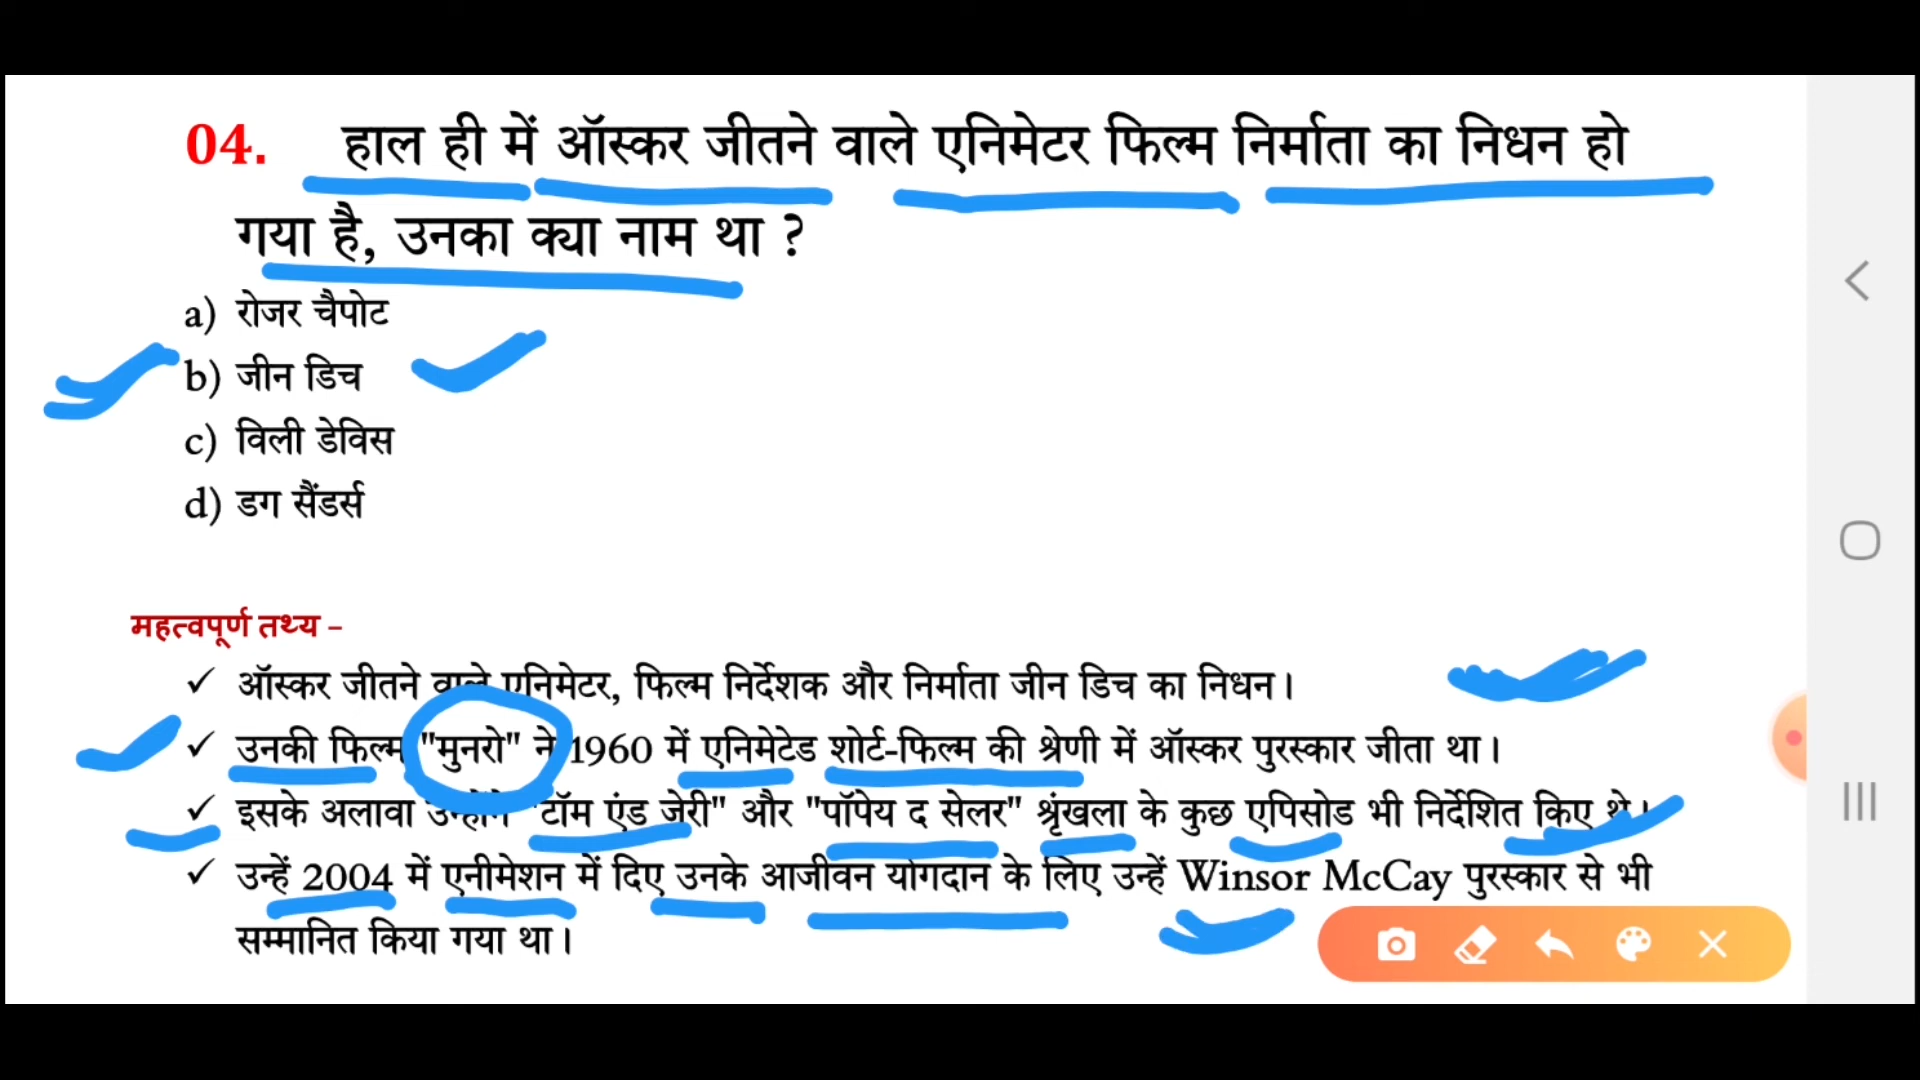 04. हाल ही में ऑस्कर जीतने वाले एनिमेटर फिल्म निर्माता का निधन हो
गया है, उनका क्या नाम था ?
a) रोजर चैपोट
b) जीन डिच
c) विली डेविस
d) डग सैंडर्स
महत्वपूर्ण तथ्य –
✓ ऑस्कर जीतने वाले एनिमेटर, फिल्म निर्देशक और निर्माता जीन डिच का निधन।
✓ उनकी फिल्म "मुनरो" ने 1960 में एनिमेटेड शोर्ट-फिल्म की श्रेणी में ऑस्कर पुरस्कार जीता था।
✓ इसके अलावा उन्होंने "टॉम एंड जेरी" और "पॉपेय द सेलर" श्रृंखला के कुछ एपिसोड भी निर्देशित किए थे।
✓ उन्हें 2004 में एनीमेशन में दिए उनके आजीवन योगदान के लिए उन्हें Winsor McCay पुरस्कार से भी
सम्मानित किया गया था।